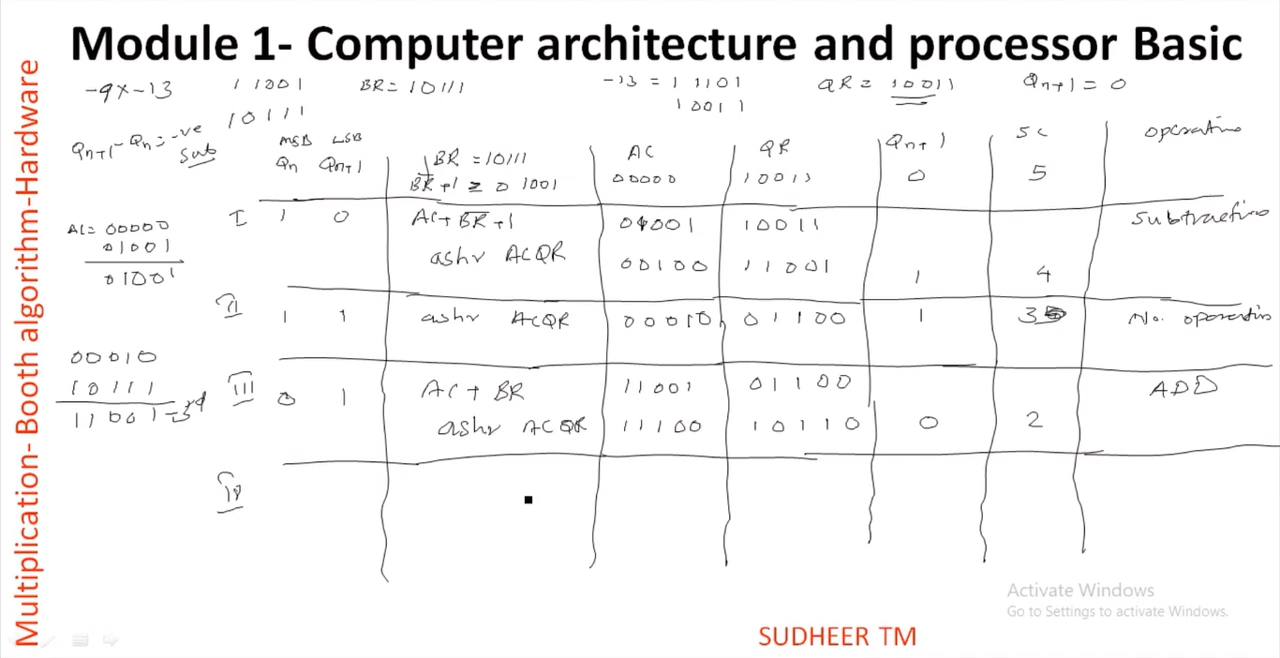 Module 1- Computer architecture and processor Basic
Multiplication- Booth algorithm-Hardware
-9x-13 11001 BR=10111 -13 = 11101 QR = 10011 Qn+1 = 0
10111 10011
Qn+1-Qn=-ve
Sub
MSB LSB
Qn Qn+1 BR=10111 AC QR Qn+1 SC operation
BR+1 = 01001 00000 10011 0 5
I 1 0 AC+BR+1 01001 10011 Subtraction
AC= 00000
01001
01001
ashr ACQR 00100 11001 1 4
II 1 1 ashr ACQR 00010 01100 1 3 No. operation
00010
10111
11001
III 0 1 AC+BR 11001 01100 ADD
ashr ACQR 11100 10110 0 2
IV
Activate Windows
Go to Settings to activate Windows.
SUDHEER TM